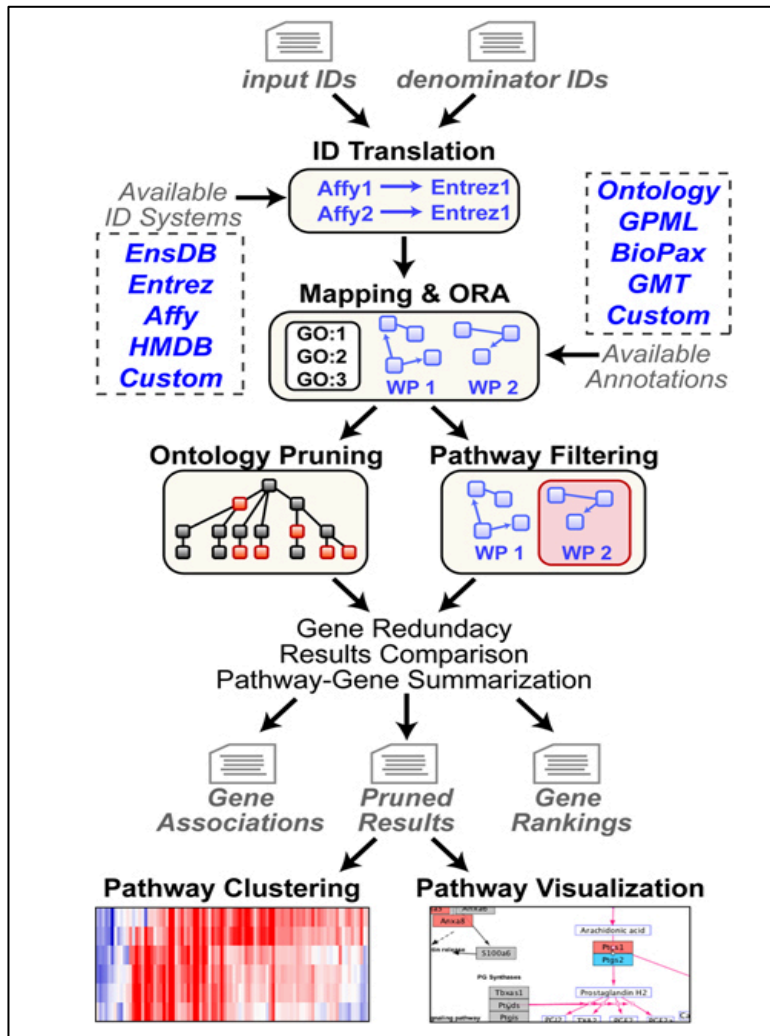 input IDs
denominator IDs
ID Translation
Affy1 Entrez1
Affy2 Entrez1
Available
ID Systems
EnsDB
Entrez
Affy
HMDB
Custom
Ontology
GPML
BioPax
GMT
Custom
Available
Annotations
Mapping & ORA
GO:1
GO:2
GO:3
WP 1
WP 2
Ontology Pruning
Pathway Filtering
WP 1
WP 2
Gene Redundacy
Results Comparison
Pathway-Gene Summarization
Gene
Associations
Pruned
Results
Gene
Rankings
Pathway Clustering
Pathway Visualization
Anxa8
release
S100a6
PG Synthases
Tbxas1
Ptgds
Ptgis
pathway
Arachidonic acid
Ptgs1
Ptgs2
Prostaglandin H2